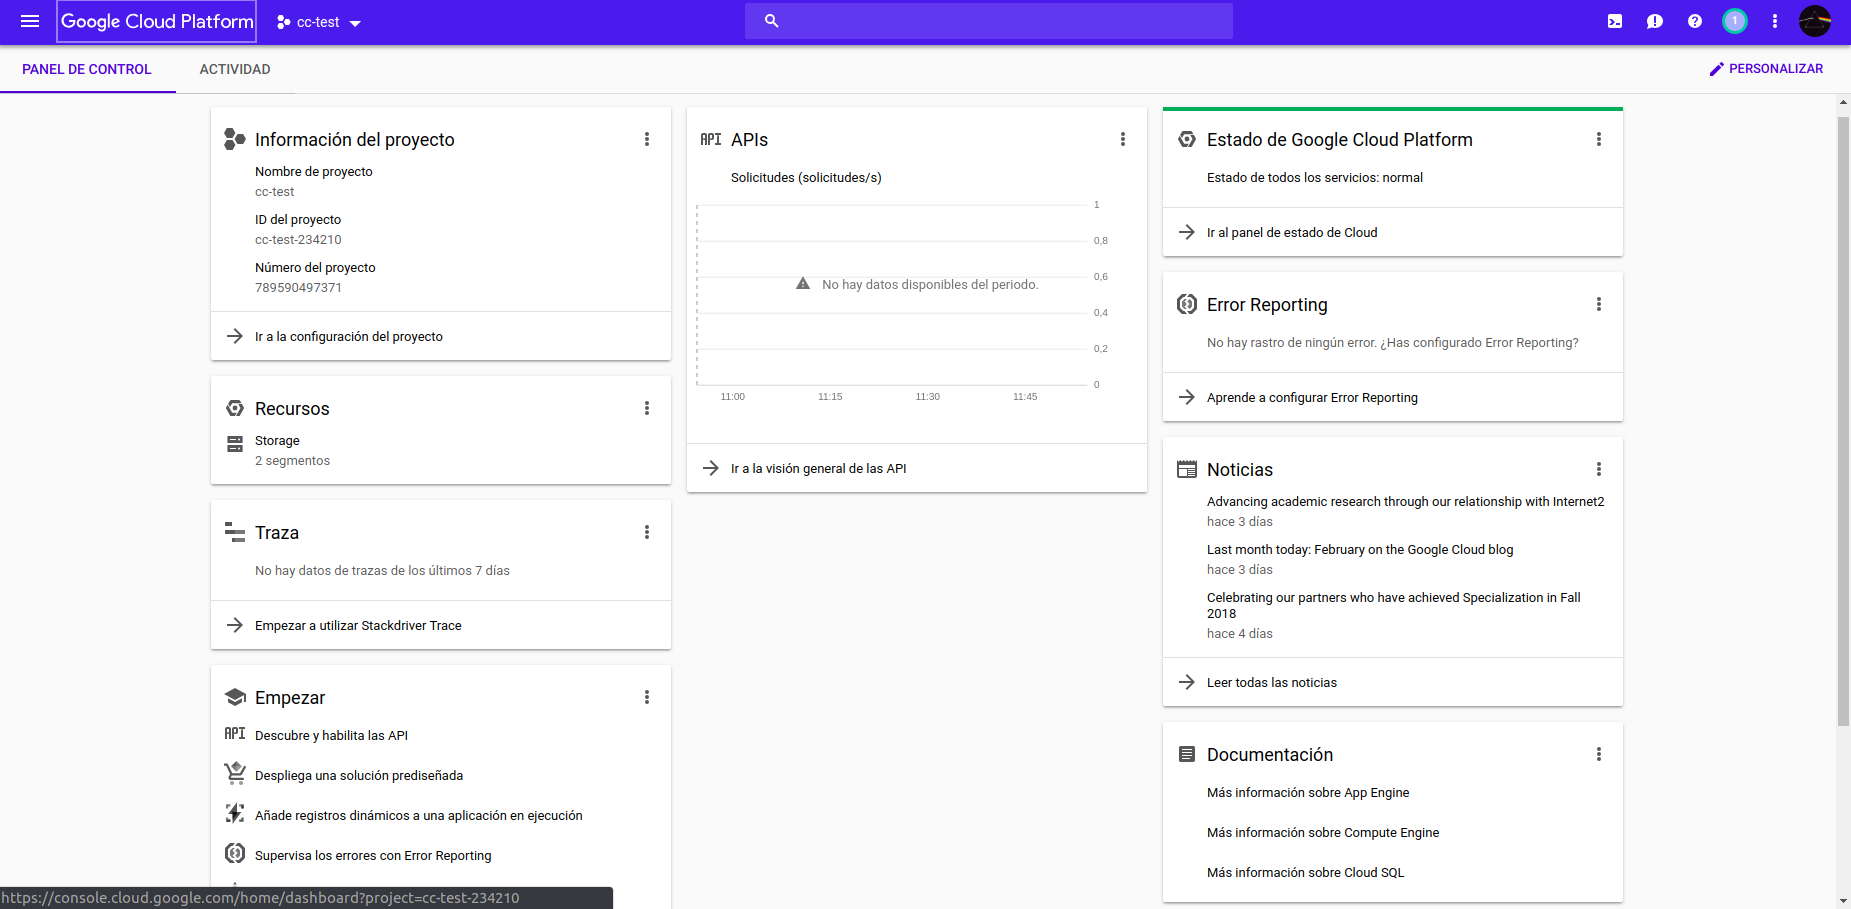 Google Cloud Platform
cc-test
1
PANEL DE CONTROL
ACTIVIDAD
PERSONALIZAR
Información del proyecto
Nombre de proyecto
cc-test
ID del proyecto
cc-test-234210
Número del proyecto
789590497371
Ir a la configuración del proyecto
Recursos
Storage
2 segmentos
Traza
No hay datos de trazas de los últimos 7 días
Empezar a utilizar Stackdriver Trace
Empezar
API
Descubre y habilita las API
Despliega una solución prediseñada
Añade registros dinámicos a una aplicación en ejecución
Supervisa los errores con Error Reporting
API
APIs
Solicitudes (solicitudes/s)
1
0,8
0,6
No hay datos disponibles del periodo.
0,4
0,2
0
11:00
11:15
11:30
11:45
Ir a la visión general de las API
Estado de Google Cloud Platform
Estado de todos los servicios: normal
Ir al panel de estado de Cloud
Error Reporting
No hay rastro de ningún error. ¿Has configurado Error Reporting?
Aprende a configurar Error Reporting
Noticias
Advancing academic research through our relationship with Internet2
hace 3 días
Last month today: February on the Google Cloud blog
hace 3 días
Celebrating our partners who have achieved Specialization in Fall
2018
hace 4 días
Leer todas las noticias
Documentación
Más información sobre App Engine
Más información sobre Compute Engine
Más información sobre Cloud SQL
https://console.cloud.google.com/home/dashboard?project=cc-test-234210